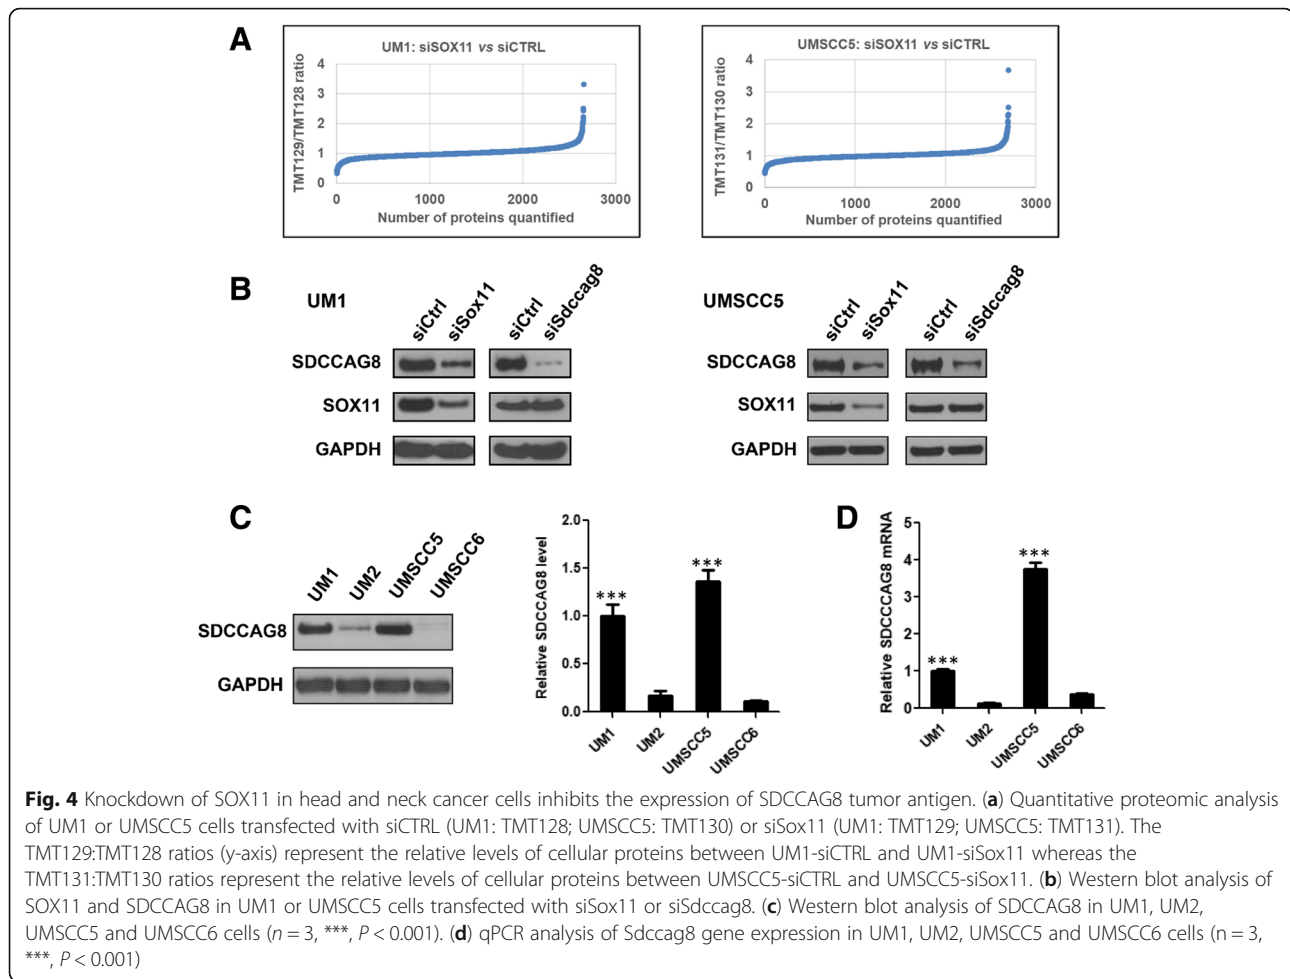 A
UM1: siSOX11 vs siCTRL
TMT129/TMT128 ratio
4
3
2
1
0
0 1000 2000 3000
Number of proteins quantified
UMSCC5: siSOX11 vs siCTRL
TMT131/TMT130 ratio
4
3
2
1
0
0 1000 2000 3000
Number of proteins quantified
B
UM1
siCtrl siSox11 siCtrl siSdccag8
SDCCAG8
SOX11
GAPDH
UMSCC5
siCtrl siSox11 siCtrl siSdccag8
SDCCAG8
SOX11
GAPDH
C
UM1 UM2 UMSCC5 UMSCC6
SDCCAG8
GAPDH
Relative SDCCAG8 level
2.0
1.5
1.0
0.5
0.0
***
***
UM1 UM2 UMSCC5 UMSCC6
D
Relative SDCCCAG8 mRNA
5
4
3
2
1
0
***
***
UM1 UM2 UMSCC5 UMSCC6
Fig. 4 Knockdown of SOX11 in head and neck cancer cells inhibits the expression of SDCCAG8 tumor antigen. (a) Quantitative proteomic analysis
of UM1 or UMSCC5 cells transfected with siCTRL (UM1: TMT128; UMSCC5: TMT130) or siSox11 (UM1: TMT129; UMSCC5: TMT131). The
TMT129:TMT128 ratios (y-axis) represent the relative levels of cellular proteins between UM1-siCTRL and UM1-siSox11 whereas the
TMT131:TMT130 ratios represent the relative levels of cellular proteins between UMSCC5-siCTRL and UMSCC5-siSox11. (b) Western blot analysis of
SOX11 and SDCCAG8 in UM1 or UMSCC5 cells transfected with siSox11 or siSdccag8. (c) Western blot analysis of SDCCAG8 in UM1, UM2,
UMSCC5 and UMSCC6 cells (n = 3, ***, P < 0.001). (d) qPCR analysis of Sdccag8 gene expression in UM1, UM2, UMSCC5 and UMSCC6 cells (n = 3,
***, P < 0.001)